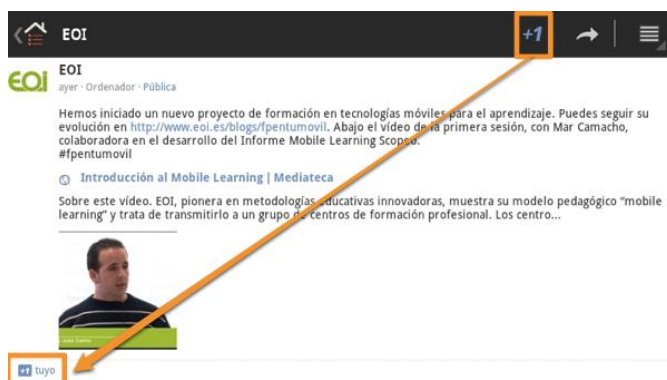 EOI
+1
EOI
EOI
ayer · Ordenador · Pública
Hemos iniciado un nuevo proyecto de formación en tecnologías móviles para el aprendizaje. Puedes seguir su
evolución en http://www.eoi.es/blogs/fpentumovil. Abajo el vídeo de la primera sesión, con Mar Camacho,
colaboradora en el desarrollo del Informe Mobile Learning Scopeo.
#fpentumovil
Introducción al Mobile Learning | Mediateca
Sobre este vídeo. EOI, pionera en metodologías educativas innovadoras, muestra su modelo pedagógico “mobile
learning” y trata de transmitirlo a un grupo de centros de formación profesional. Los centro...
+1 tuyo